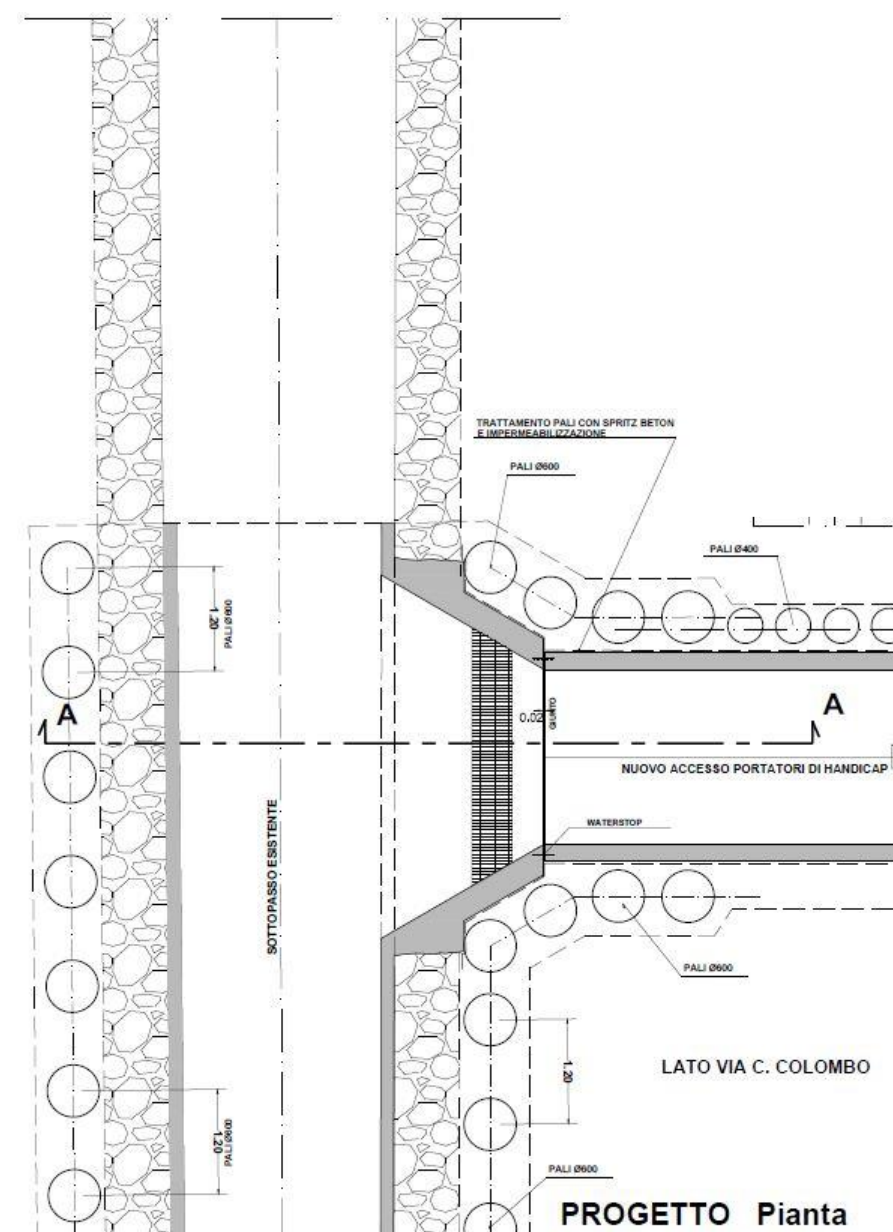 TRATTAMENTO PALI CON SPRITZ BETON
E IMPERMEABILIZZAZIONE
PALI Ø600
PALI Ø400
1.20
PALI Ø600
A
A
0.02
GIUNTO
NUOVO ACCESSO PORTATORI DI HANDICAP
SOTTOPASSO ESISTENTE
WATERSTOP
PALI Ø600
1.20
LATO VIA C. COLOMBO
1.20
PALI Ø600
PALI Ø600
PROGETTO Pianta